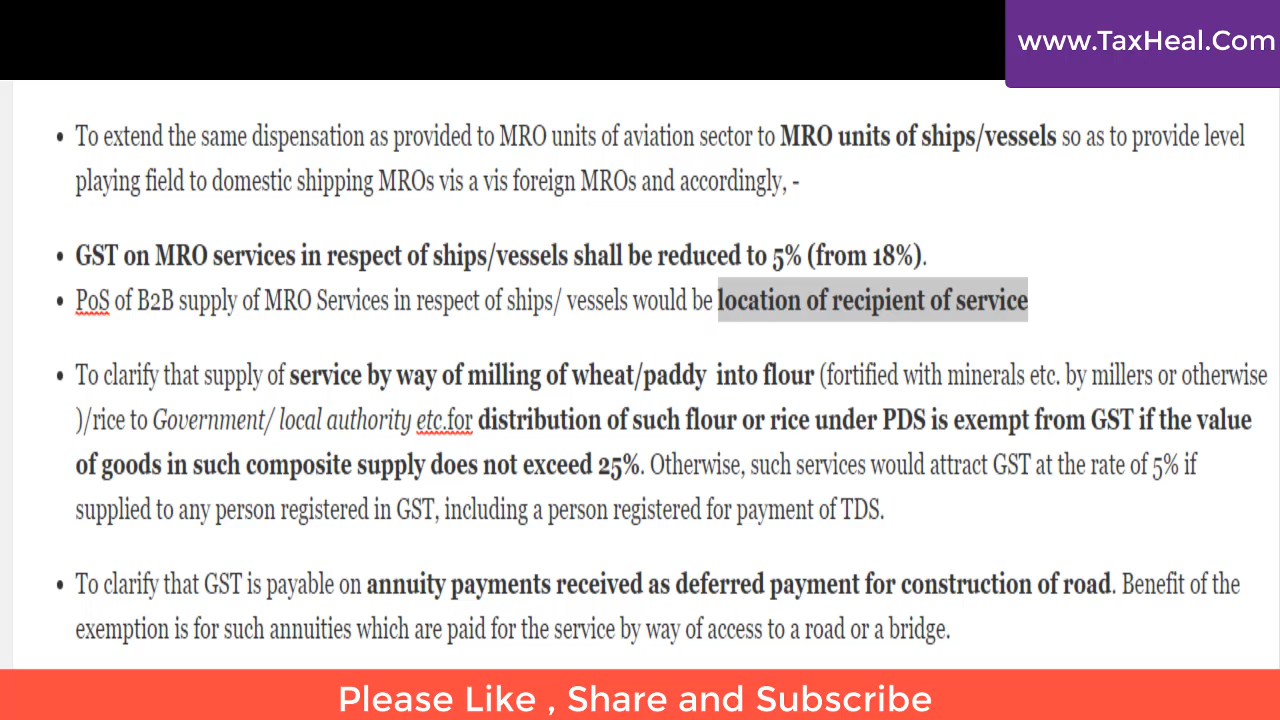 www.TaxHeal.Com
• To extend the same dispensation as provided to MRO units of aviation sector to MRO units of ships/vessels so as to provide level
playing field to domestic shipping MROs vis a vis foreign MROs and accordingly, -
• GST on MRO services in respect of ships/vessels shall be reduced to 5% (from 18%).
• PoS of B2B supply of MRO Services in respect of ships/ vessels would be location of recipient of service
• To clarify that supply of service by way of milling of wheat/paddy  into flour (fortified with minerals etc. by millers or otherwise
)/rice to Government/ local authority etc.for distribution of such flour or rice under PDS is exempt from GST if the value
of goods in such composite supply does not exceed 25%. Otherwise, such services would attract GST at the rate of 5% if
supplied to any person registered in GST, including a person registered for payment of TDS.
• To clarify that GST is payable on annuity payments received as deferred payment for construction of road. Benefit of the
exemption is for such annuities which are paid for the service by way of access to a road or a bridge.
Please Like , Share and Subscribe